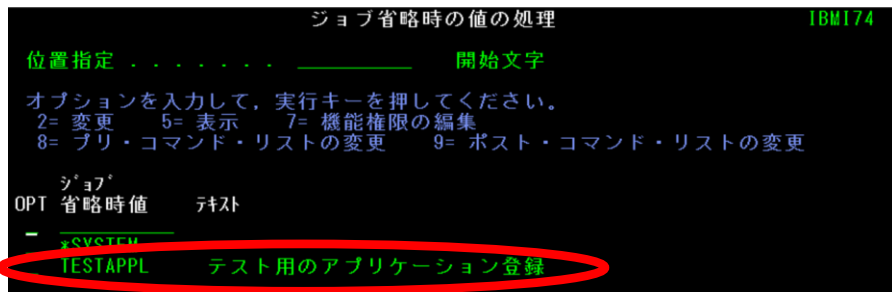 ジョブ省略時の値の処理 IBMI74
位置指定 . . . . . . . 開始文字
オプションを入力して, 実行キーを押してください。
2= 変更 5= 表示 7= 機能権限の編集
8= プリ・コマンド・リストの変更 9= ポスト・コマンド・リストの変更
ｼﾞｮﾌﾞ
OPT 省略時値 ﾃｷｽﾄ
*SYSTEM
TESTAPPL テスト用のアプリケーション登録